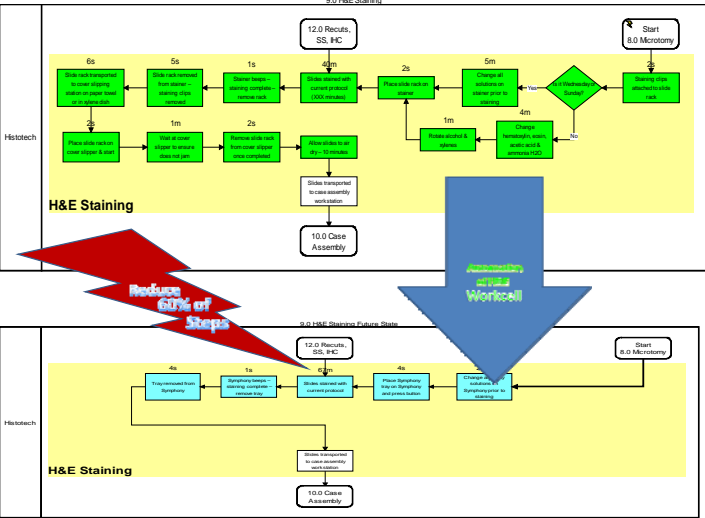 9.0 H&E Staining
Histotech
12.0 Recuts,
SS, IHC
Start
8.0 Microtomy
6s
5s
1s
40m
2s
5m
2s
Slide rack transported
to cover slipping
station on paper towel
or in xylene dish
Slide rack removed
from stainer –
staining clips
removed
Stainer beeps –
staining complete –
remove rack
Slides stained with
current protocol
(XXX minutes)
Place slide rack on
stainer
Change all
solutions on
stainer prior to
staining
Yes
Is it Wednesday or
Sunday?
Staining clips
attached to slide
rack
No
2s
1m
2s
1m
4m
Place slide rack on
cover slipper & start
Wait at cover
slipper to ensure
does not jam
Remove slide rack
from cover slipper
once completed
Allow slides to air
dry – 10 minutes
Rotate alcohol &
xylenes
Change
hematoxylin, eosin,
acetic acid &
ammonia H2O
Slides transported
to case assembly
workstation
H&E Staining
10.0 Case
Assembly
Reduce
60% of
Steps
Automation
of H&E
Workcell
9.0 H&E Staining Future State
Histotech
12.0 Recuts,
SS, IHC
Start
8.0 Microtomy
4s
1s
67m
4s
Tray removed from
Symphony
Symphony beeps –
staining complete –
remove tray
Slides stained with
current protocol
Place Symphony
tray on Symphony
and press button
Change all
solutions on
Symphony prior to
staining
Slides transported
to case assembly
workstation
H&E Staining
10.0 Case
Assembly